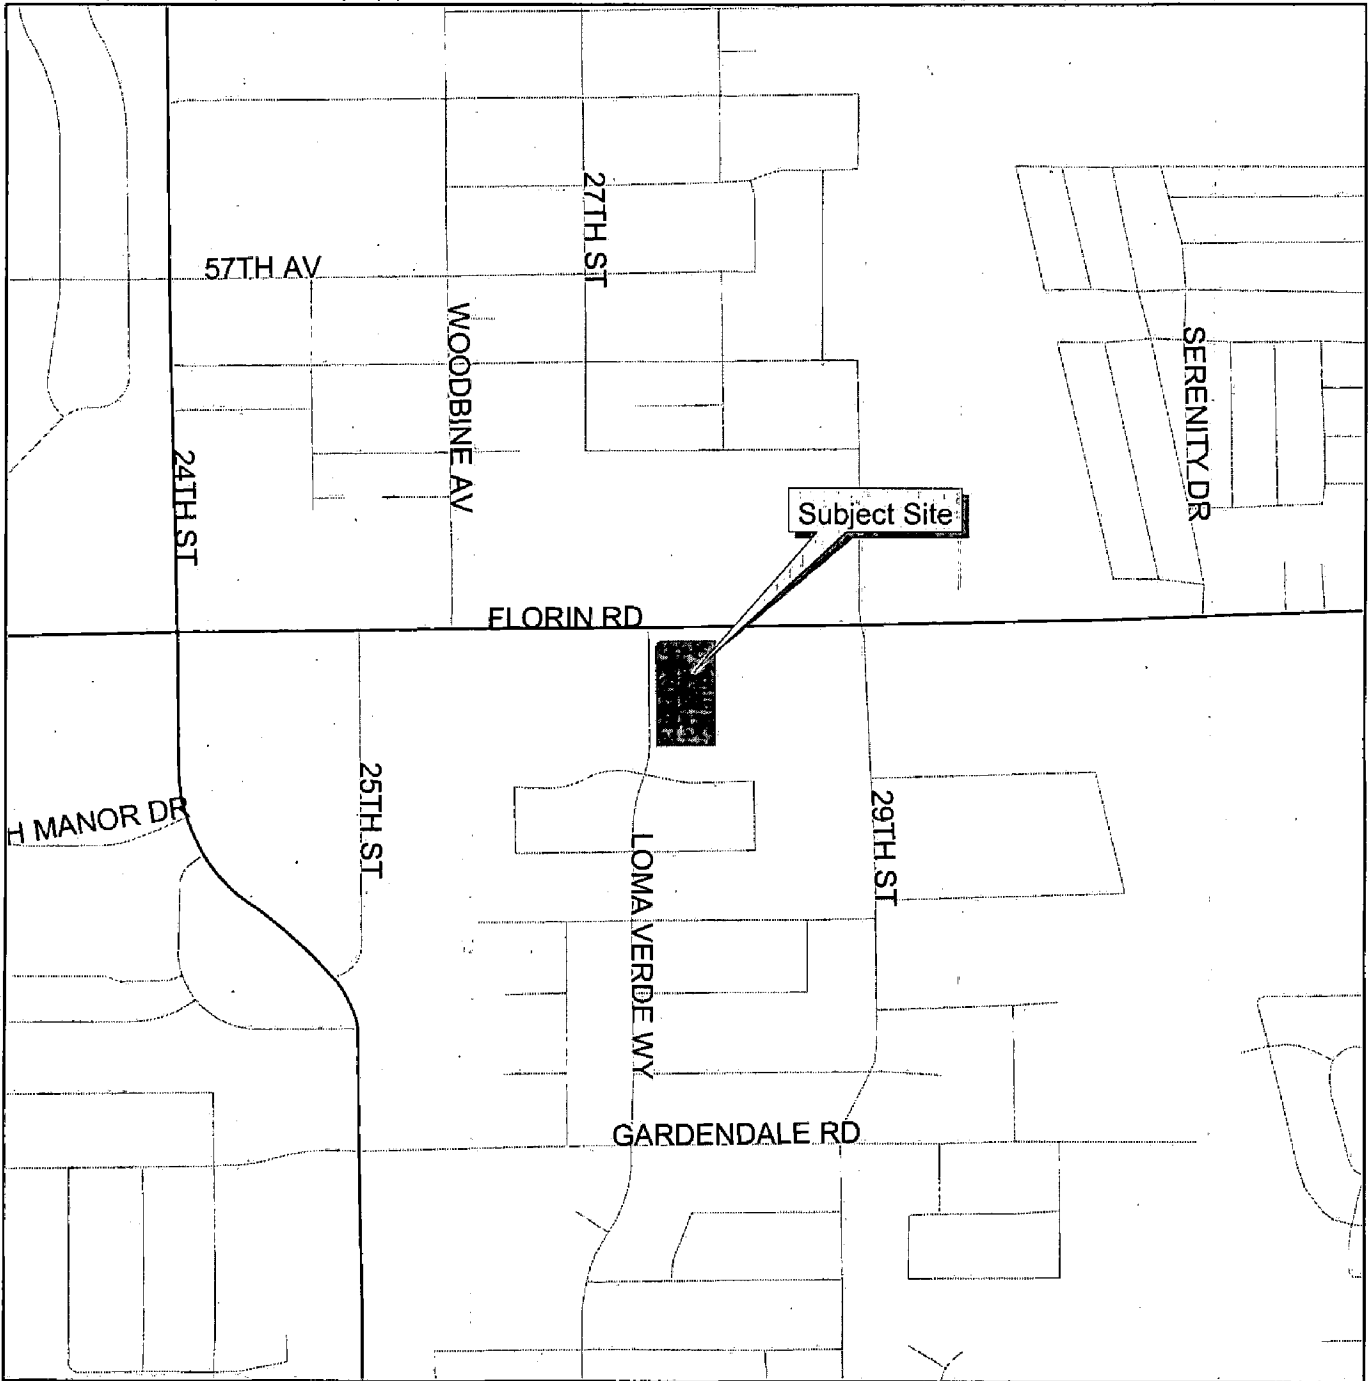 27TH ST
57TH AV
WOODBINE AV
SERENITY DR
24TH ST
Subject Site
FLORIN RD
25TH ST
H MANOR DR
29TH ST
LOMA VERDE WY
GARDENDALE RD